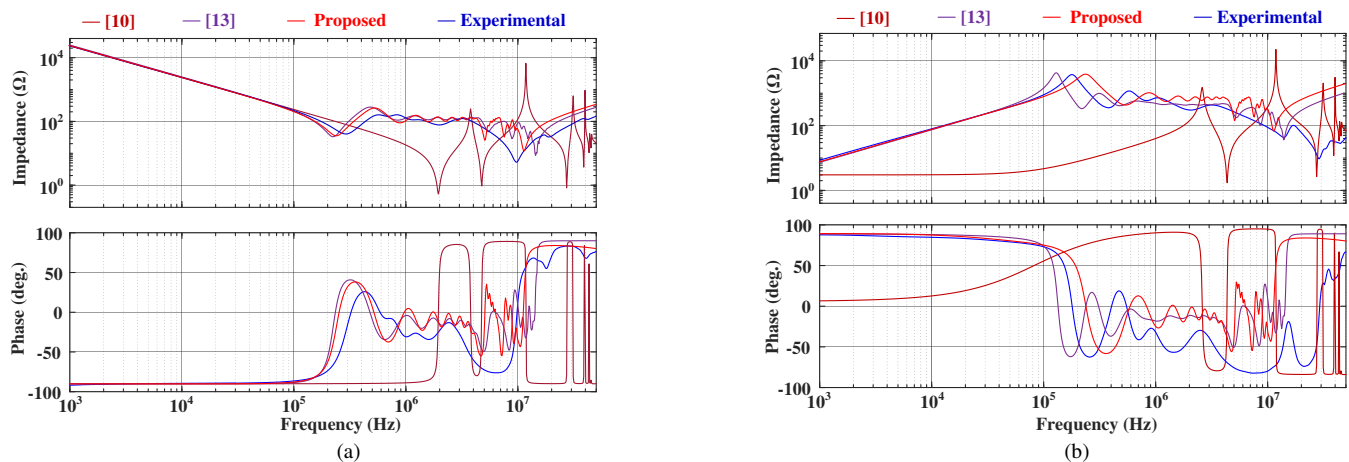 [10] [13] Proposed Experimental
Impedance (Ω)
10^4
10^2
10^0
Phase (deg.)
100
50
0
-50
-100
10^3 10^4 10^5 10^6 10^7
Frequency (Hz)
(a)
[10] [13] Proposed Experimental
Impedance (Ω)
10^4
10^2
10^0
Phase (deg.)
100
50
0
-50
-100
10^3 10^4 10^5 10^6 10^7
Frequency (Hz)
(b)